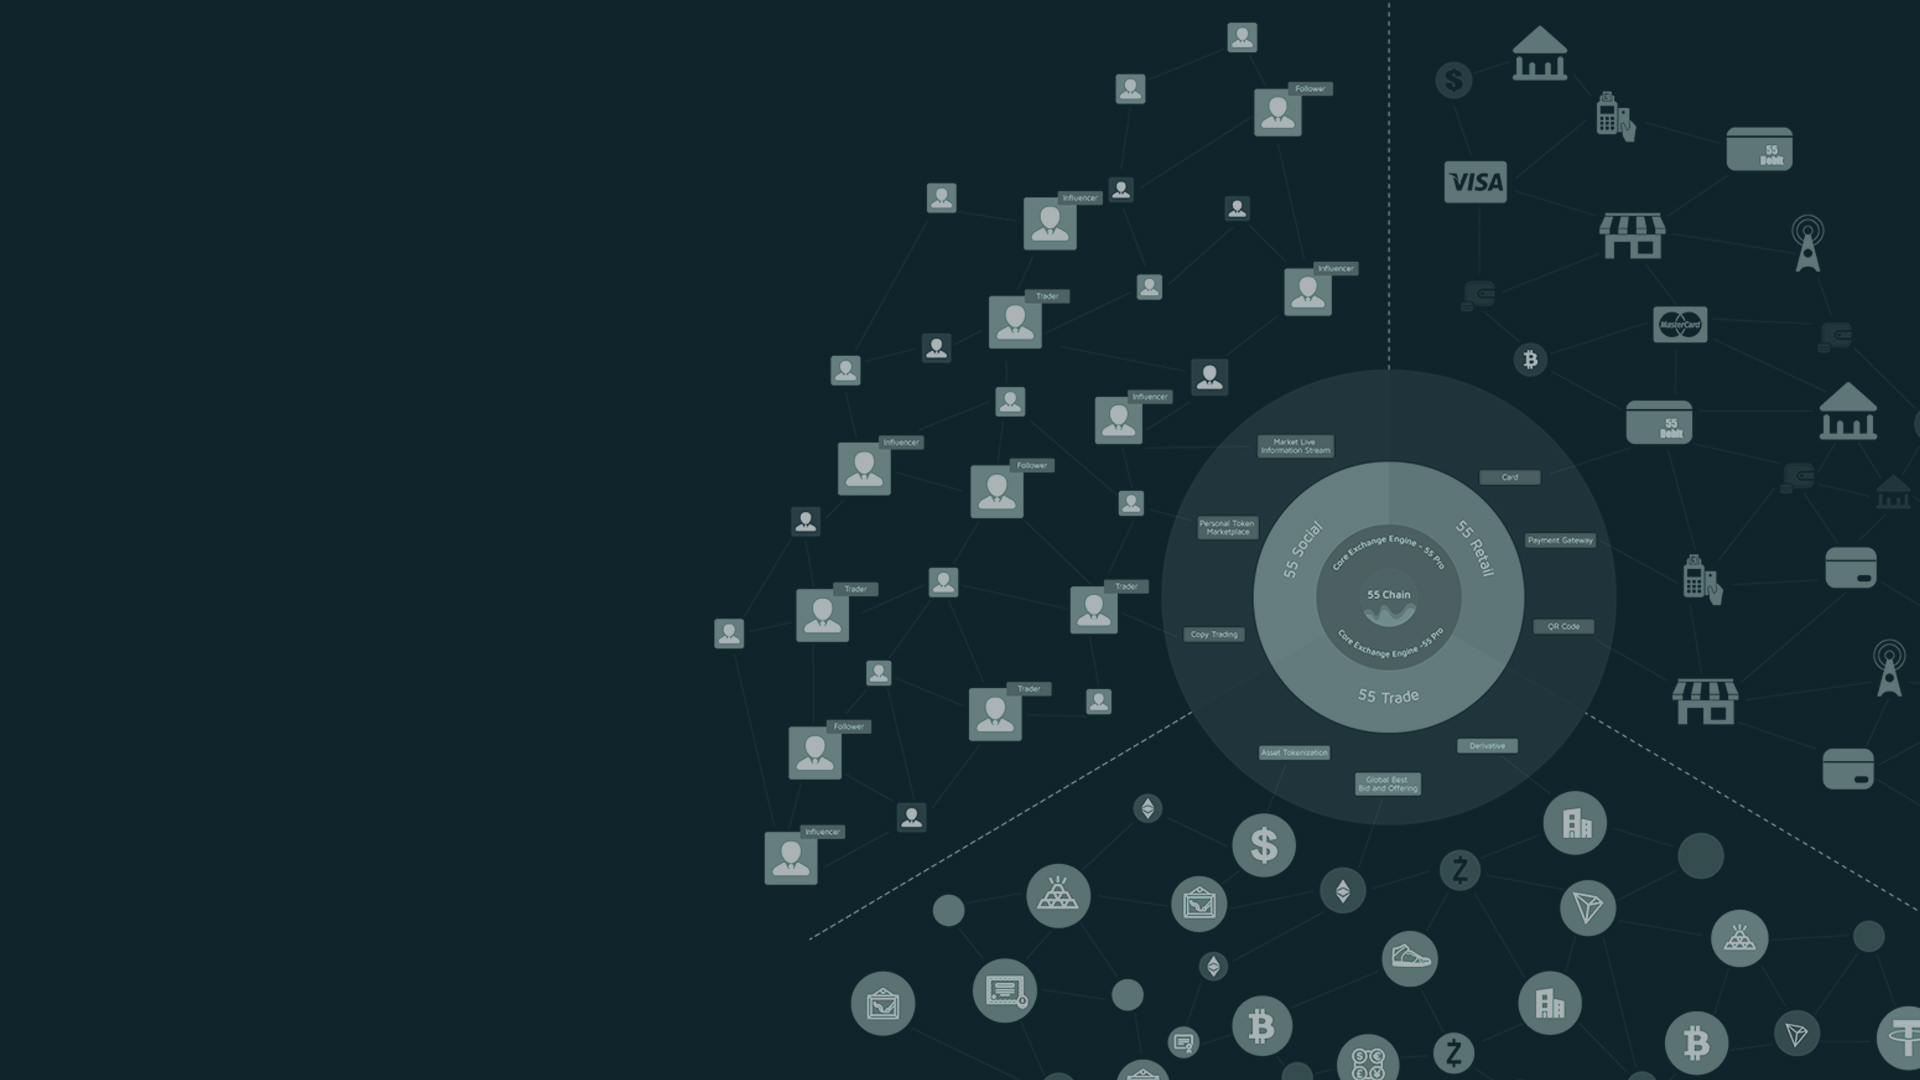 Follower
Influencer
Influencer
Trader
Influencer
Influencer
Follower
Trader
Trader
Trader
Follower
Influencer
VISA
55
Debit
MasterCard
55
Debit
Market Live
Information Stream
Personal Token
Marketplace
Copy Trading
Card
Payment Gateway
QR Code
55 Social
55 Retail
55 Trade
Core Exchange Engine - 55 Pro
55 Chain
Core Exchange Engine -55 Pro
Asset Tokenization
Derivative
Global Best
Bid and Offering